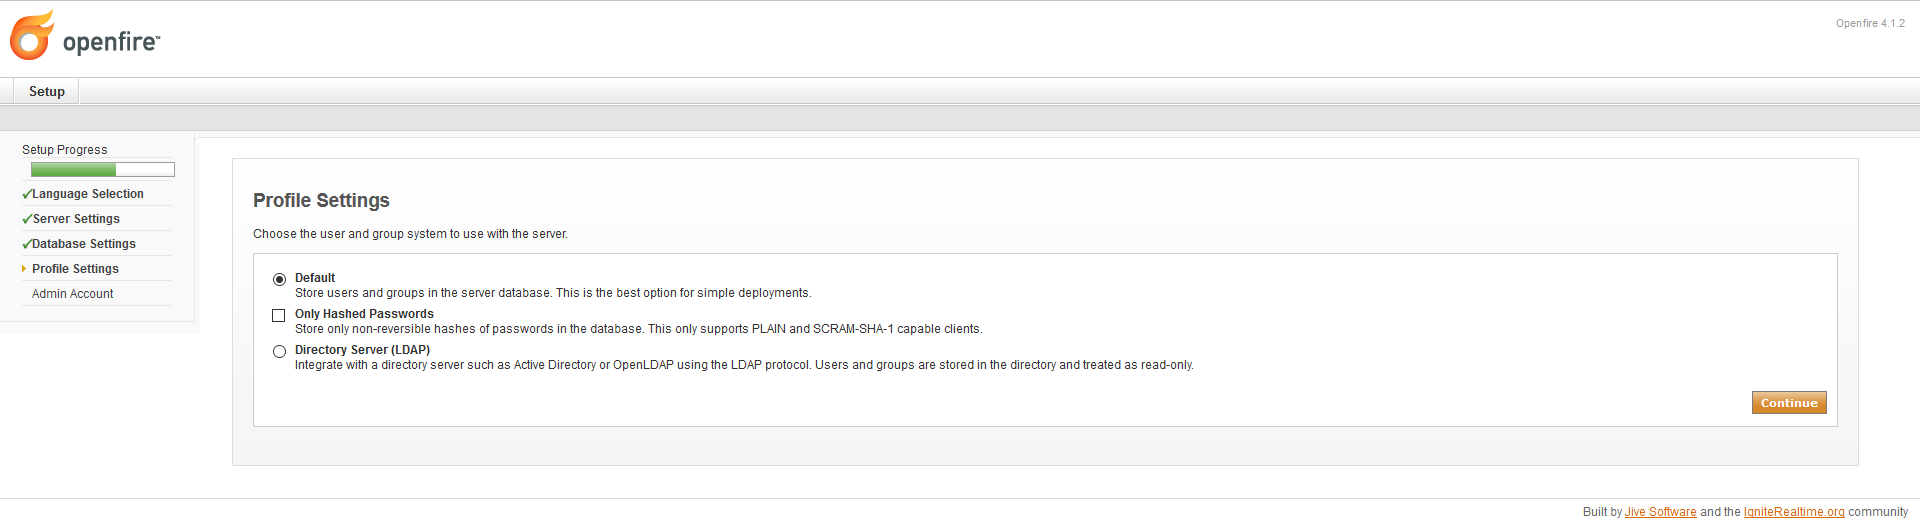 openfire™
Openfire 4.1.2
Setup
Setup Progress
Language Selection
Server Settings
Database Settings
Profile Settings
Admin Account
Profile Settings
Choose the user and group system to use with the server.
Default
Store users and groups in the server database. This is the best option for simple deployments.
Only Hashed Passwords
Store only non-reversible hashes of passwords in the database. This only supports PLAIN and SCRAM-SHA-1 capable clients.
Directory Server (LDAP)
Integrate with a directory server such as Active Directory or OpenLDAP using the LDAP protocol. Users and groups are stored in the directory and treated as read-only.
Continue
Built by Jive Software and the IgniteRealtime.org community